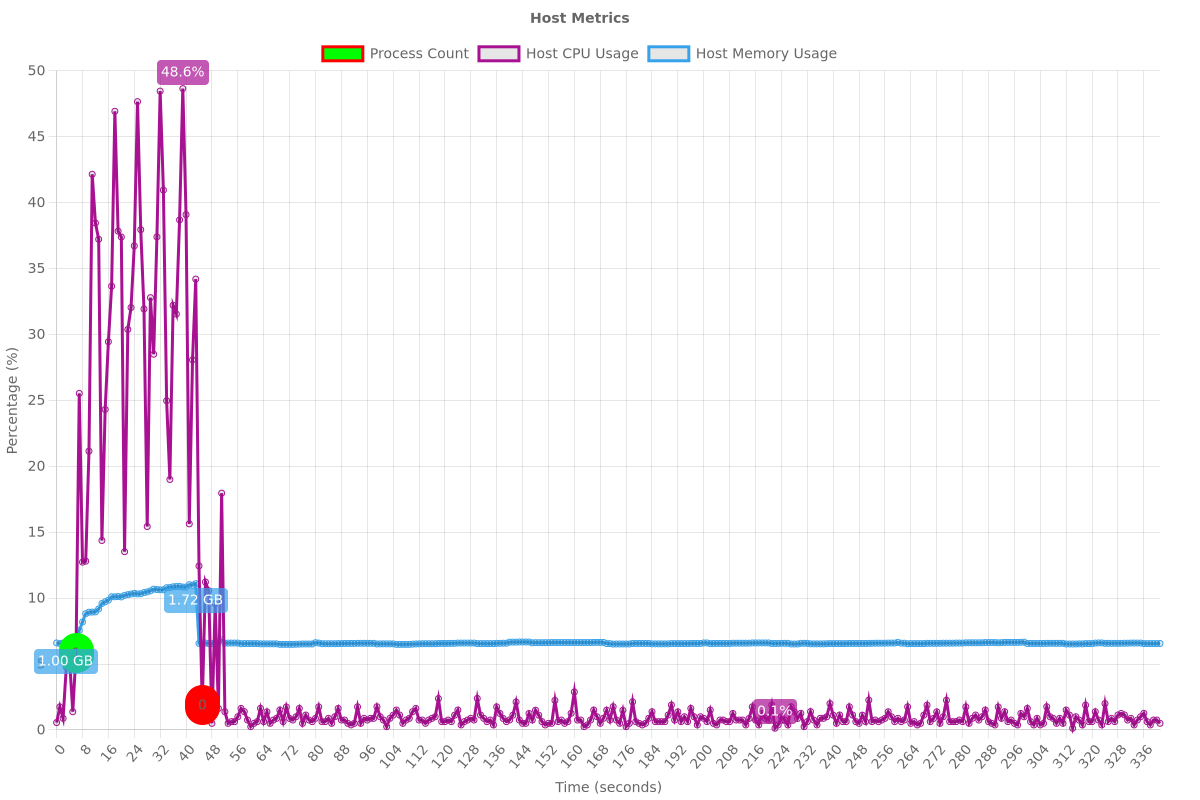 Host Metrics
Process Count Host CPU Usage Host Memory Usage
50
48.6%
45
40
35
30
25
20
15
10
1.72 GB
1.00 GB
0.1%
0
0
Percentage (%)
0 8 16 24 32 40 48 56 64 72 80 88 96 104 112 120 128 136 144 152 160 168 176 184 192 200 208 216 224 232 240 248 256 264 272 280 288 296 304 312 320 328 336
Time (seconds)